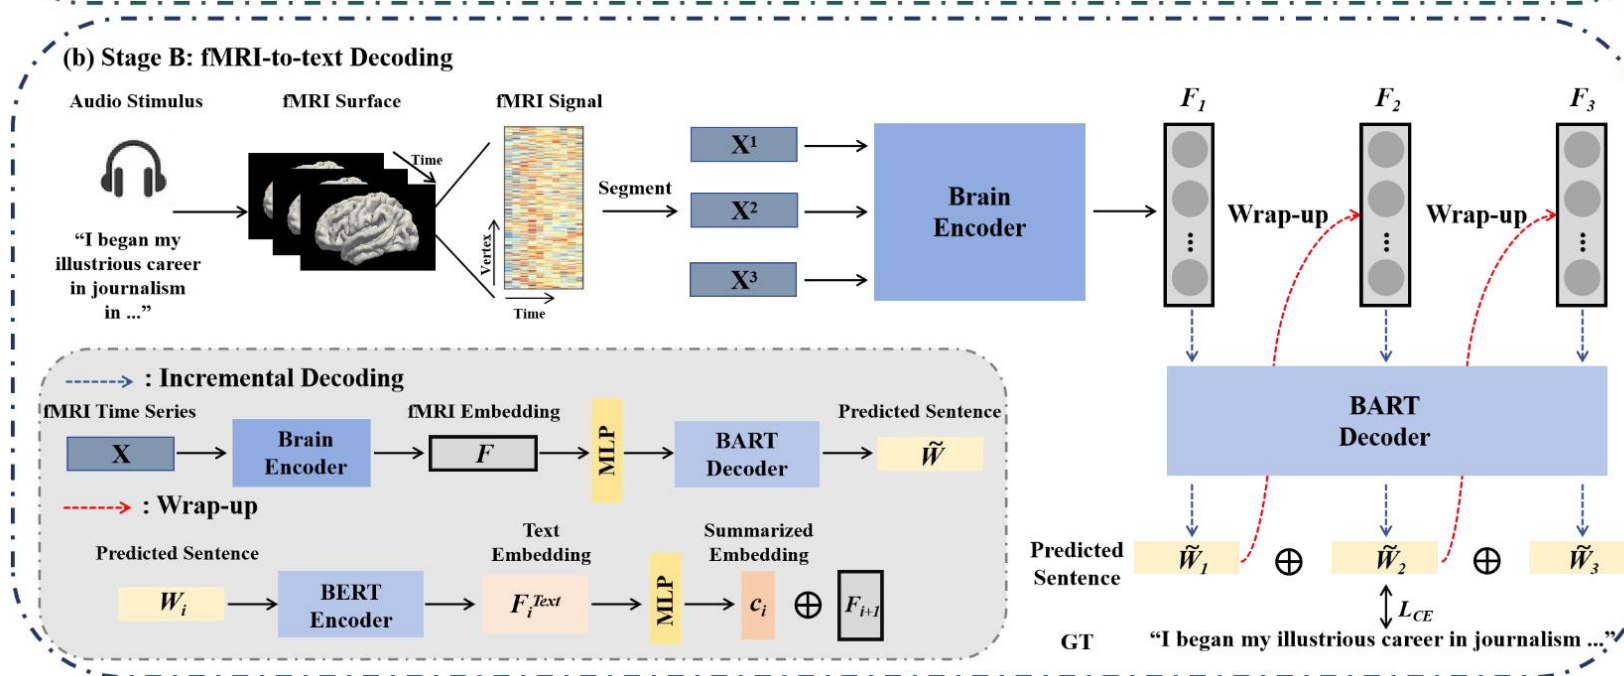 (b) Stage B: fMRI-to-text Decoding
Audio Stimulus
fMRI Surface
fMRI Signal
Time
Vertex
Time
“I began my
illustrious career
in journalism
in ...”
Segment
X¹
X²
X³
Brain
Encoder
F₁
F₂
F₃
Wrap-up
Wrap-up
BART
Decoder
Predicted
Sentence
W̃₁
⊕
W̃₂
⊕
W̃₃
L_CE
GT
“I began my illustrious career in journalism ...”
: Incremental Decoding
fMRI Time Series
fMRI Embedding
Predicted Sentence
X
Brain
Encoder
F
MLP
BART
Decoder
W̃
: Wrap-up
Predicted Sentence
Text
Embedding
Summarized
Embedding
W_i
BERT
Encoder
F_i^Text
MLP
c_i
⊕
F_i+1